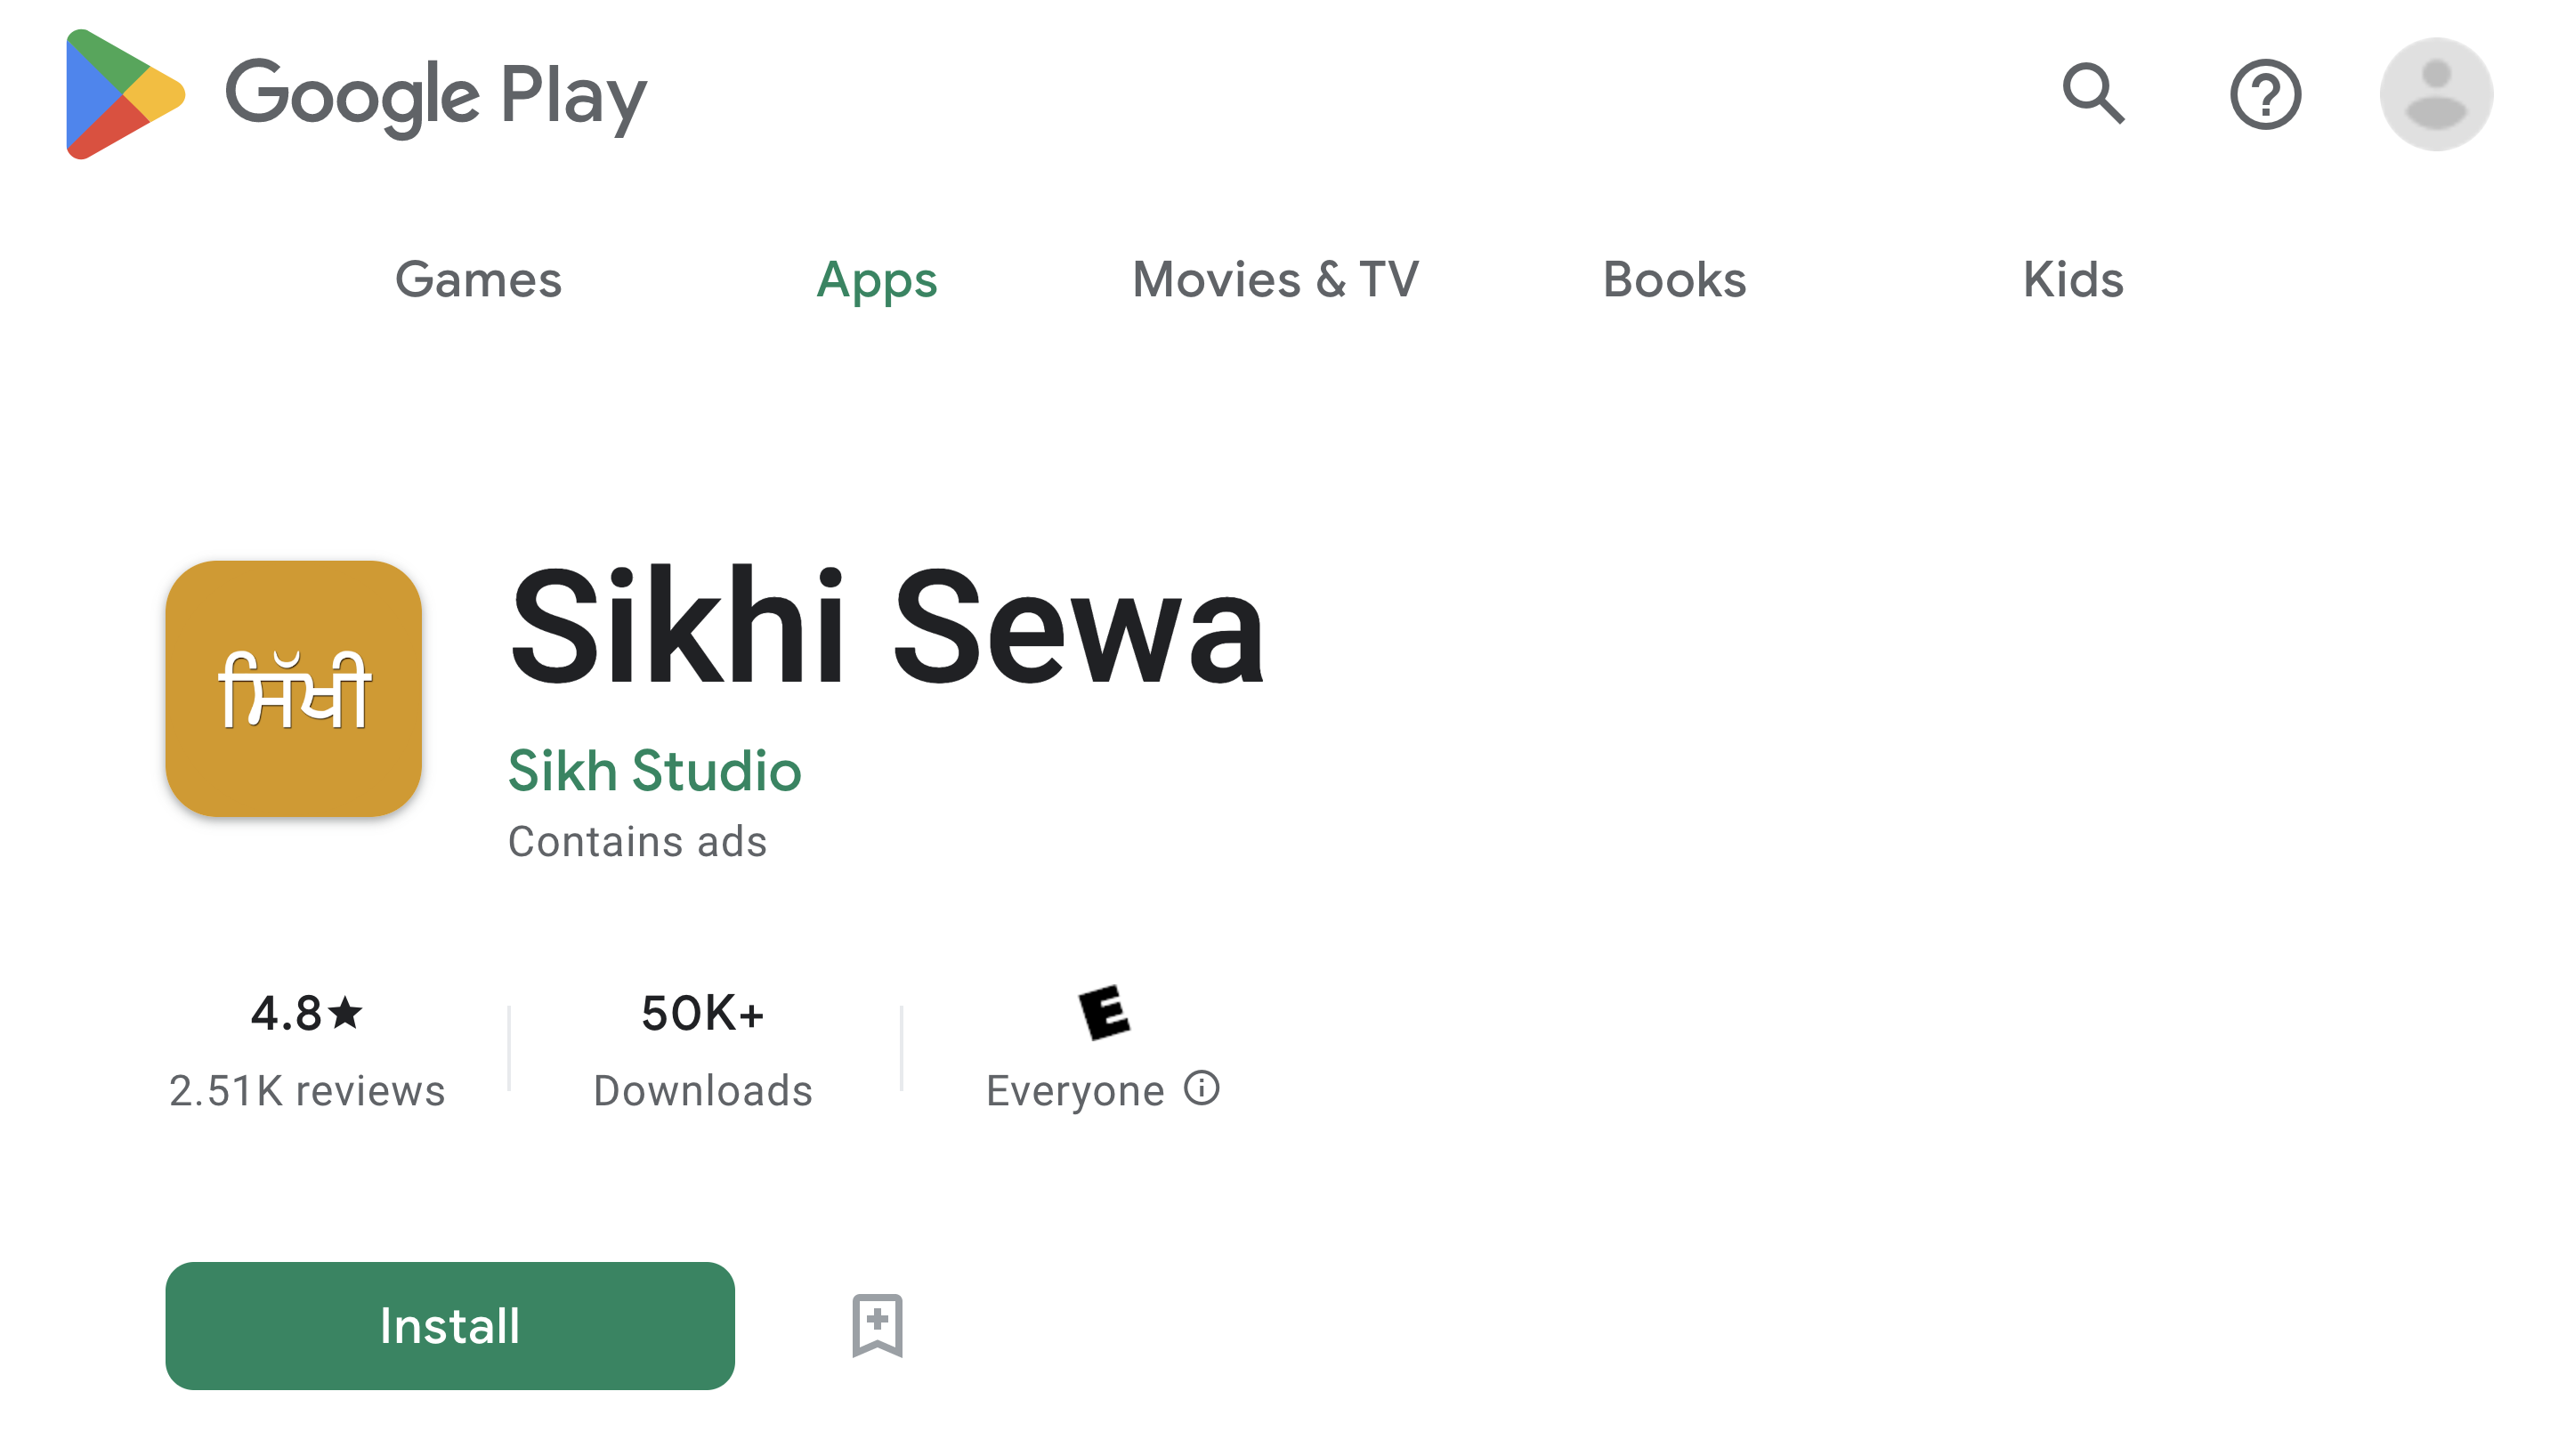 Google Play
Games Apps Movies & TV Books Kids
ਸਿੱਖੀ
Sikhi Sewa
Sikh Studio
Contains ads
4.8★ 50K+ E
2.51K reviews Downloads Everyone
Install